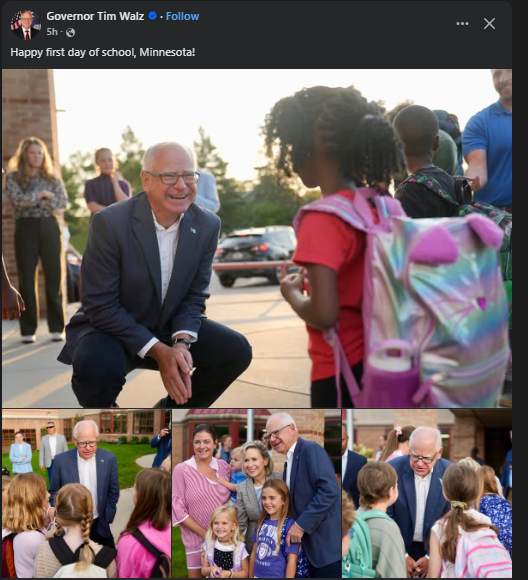 Governor Tim Walz · Follow
5h ·
Happy first day of school, Minnesota!